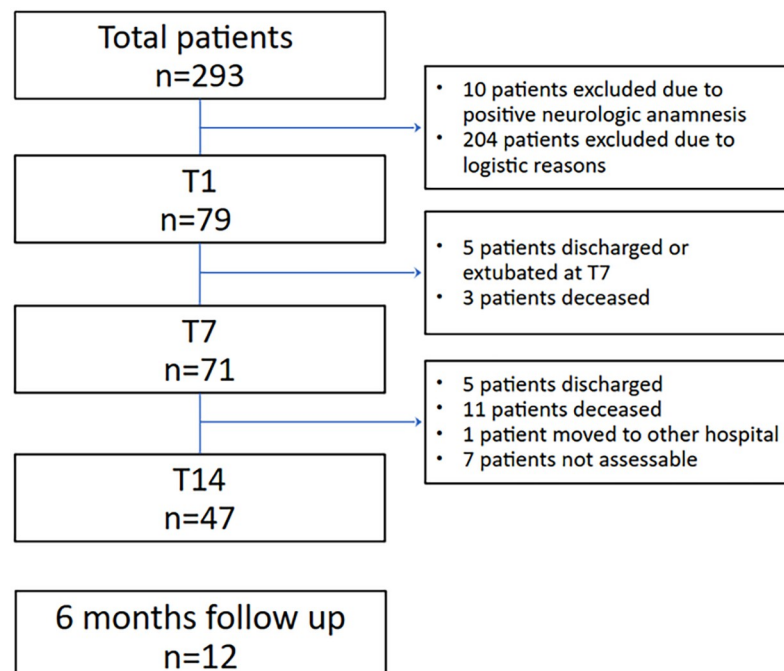 Total patients
n=293
• 10 patients excluded due to
positive neurologic anamnesis
• 204 patients excluded due to
logistic reasons
T1
n=79
• 5 patients discharged or
extubated at T7
• 3 patients deceased
T7
n=71
• 5 patients discharged
• 11 patients deceased
• 1 patient moved to other hospital
• 7 patients not assessable
T14
n=47
6 months follow up
n=12